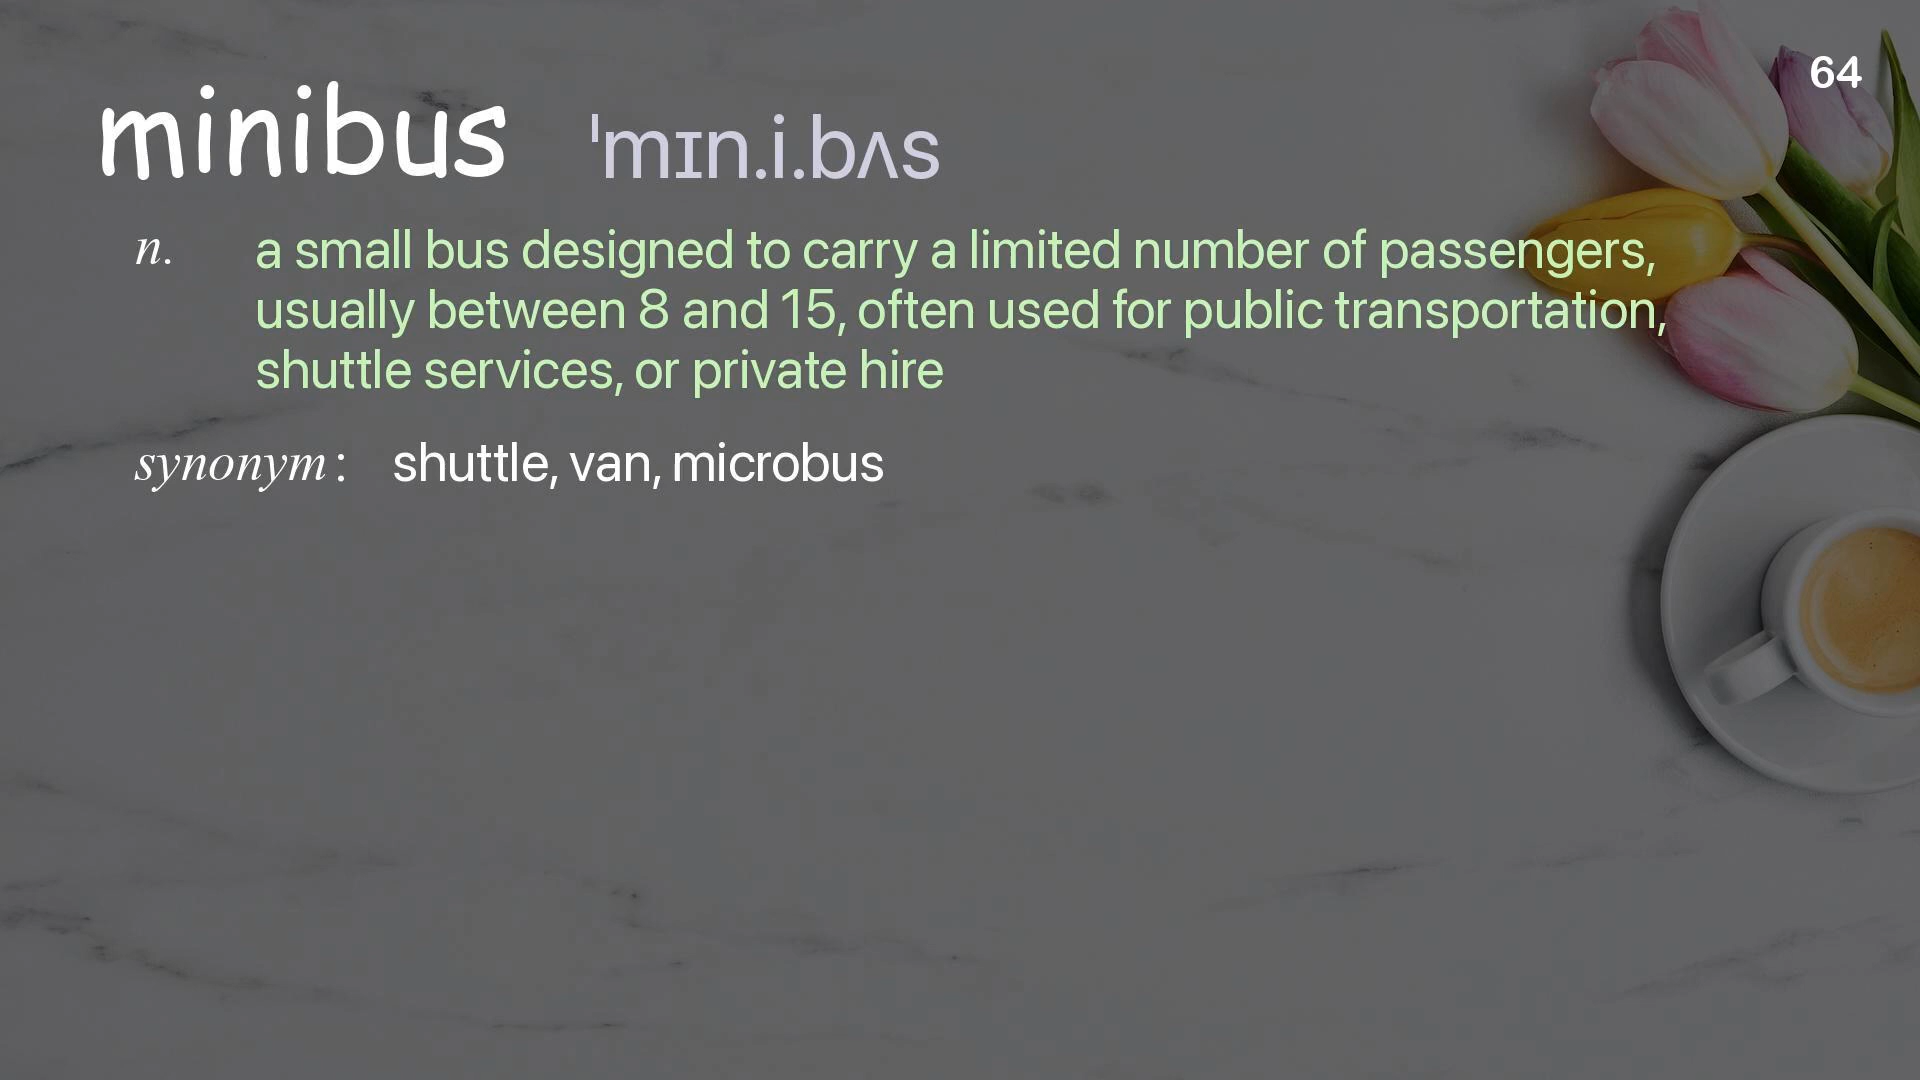 64
minibus ˈmɪn.i.bʌs
n. a small bus designed to carry a limited number of passengers,
usually between 8 and 15, often used for public transportation,
shuttle services, or private hire
synonym: shuttle, van, microbus